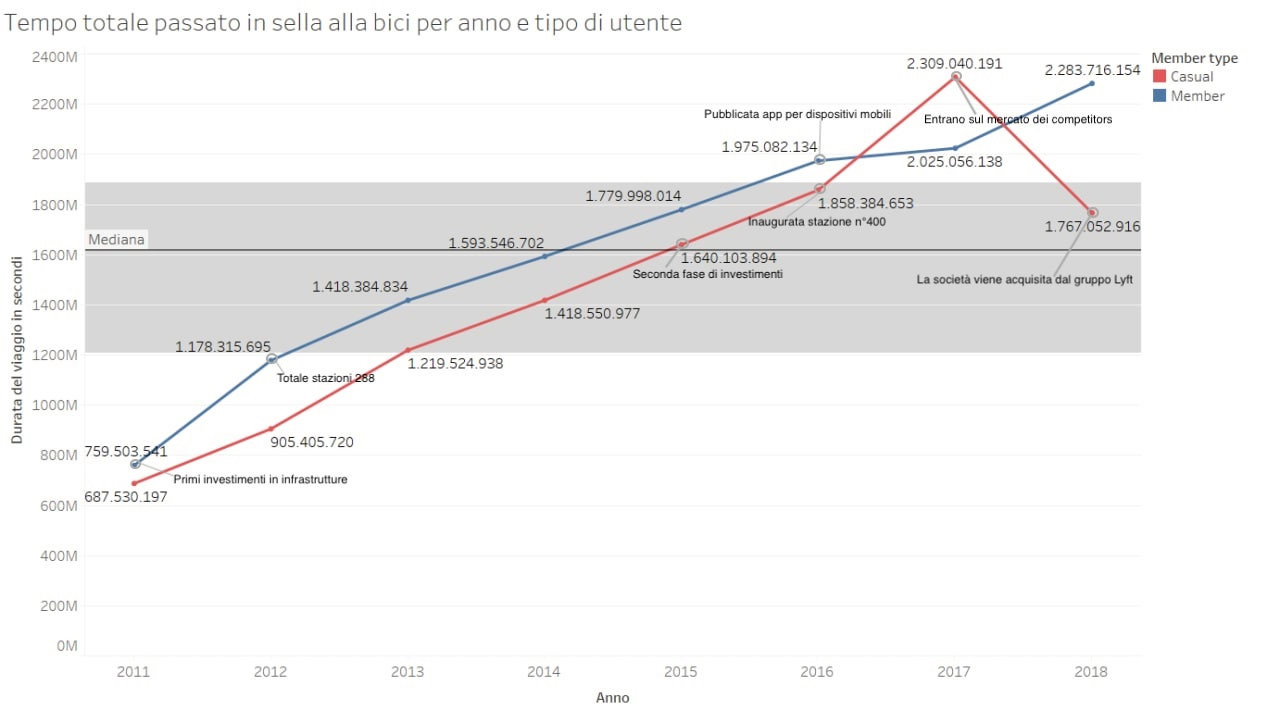 Tempo totale passato in sella alla bici per anno e tipo di utente
Member type
Casual
Member
Durata del viaggio in secondi
2400M
2200M
2000M
1800M
1600M
1400M
1200M
1000M
800M
600M
400M
200M
0M
Mediana
759.503.541
1.178.315.695
1.418.384.834
1.593.546.702
1.779.998.014
1.975.082.134
2.025.056.138
2.283.716.154
687.530.197
905.405.720
1.219.524.938
1.418.550.977
1.640.103.894
1.858.384.653
2.309.040.191
1.767.052.916
Primi investimenti in infrastrutture
Totale stazioni 288
Seconda fase di investimenti
Pubblicata app per dispositivi mobili
Inaugurata stazione n°400
Entrano sul mercato dei competitors
La società viene acquisita dal gruppo Lyft
2011
2012
2013
2014
2015
2016
2017
2018
Anno